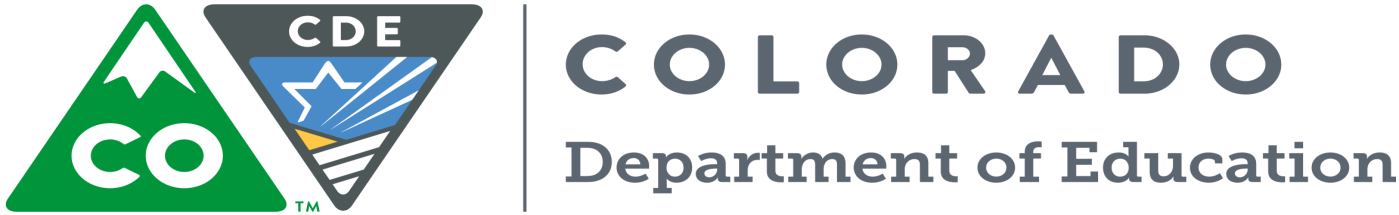 CO
CDE
TM
COLORADO
Department of Education